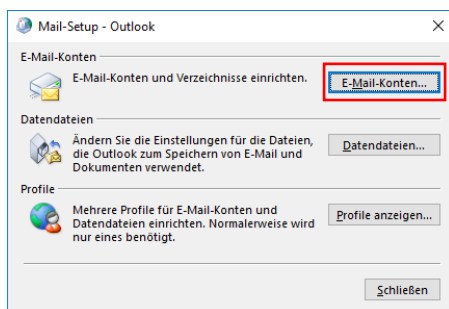 Mail-Setup - Outlook
E-Mail-Konten
E-Mail-Konten und Verzeichnisse einrichten.
E-Mail-Konten...
Datendateien
Ändern Sie die Einstellungen für die Dateien,
die Outlook zum Speichern von E-Mail und
Dokumenten verwendet.
Datendateien...
Profile
Mehrere Profile für E-Mail-Konten und
Datendateien einrichten. Normalerweise wird
nur eines benötigt.
Profile anzeigen...
Schließen